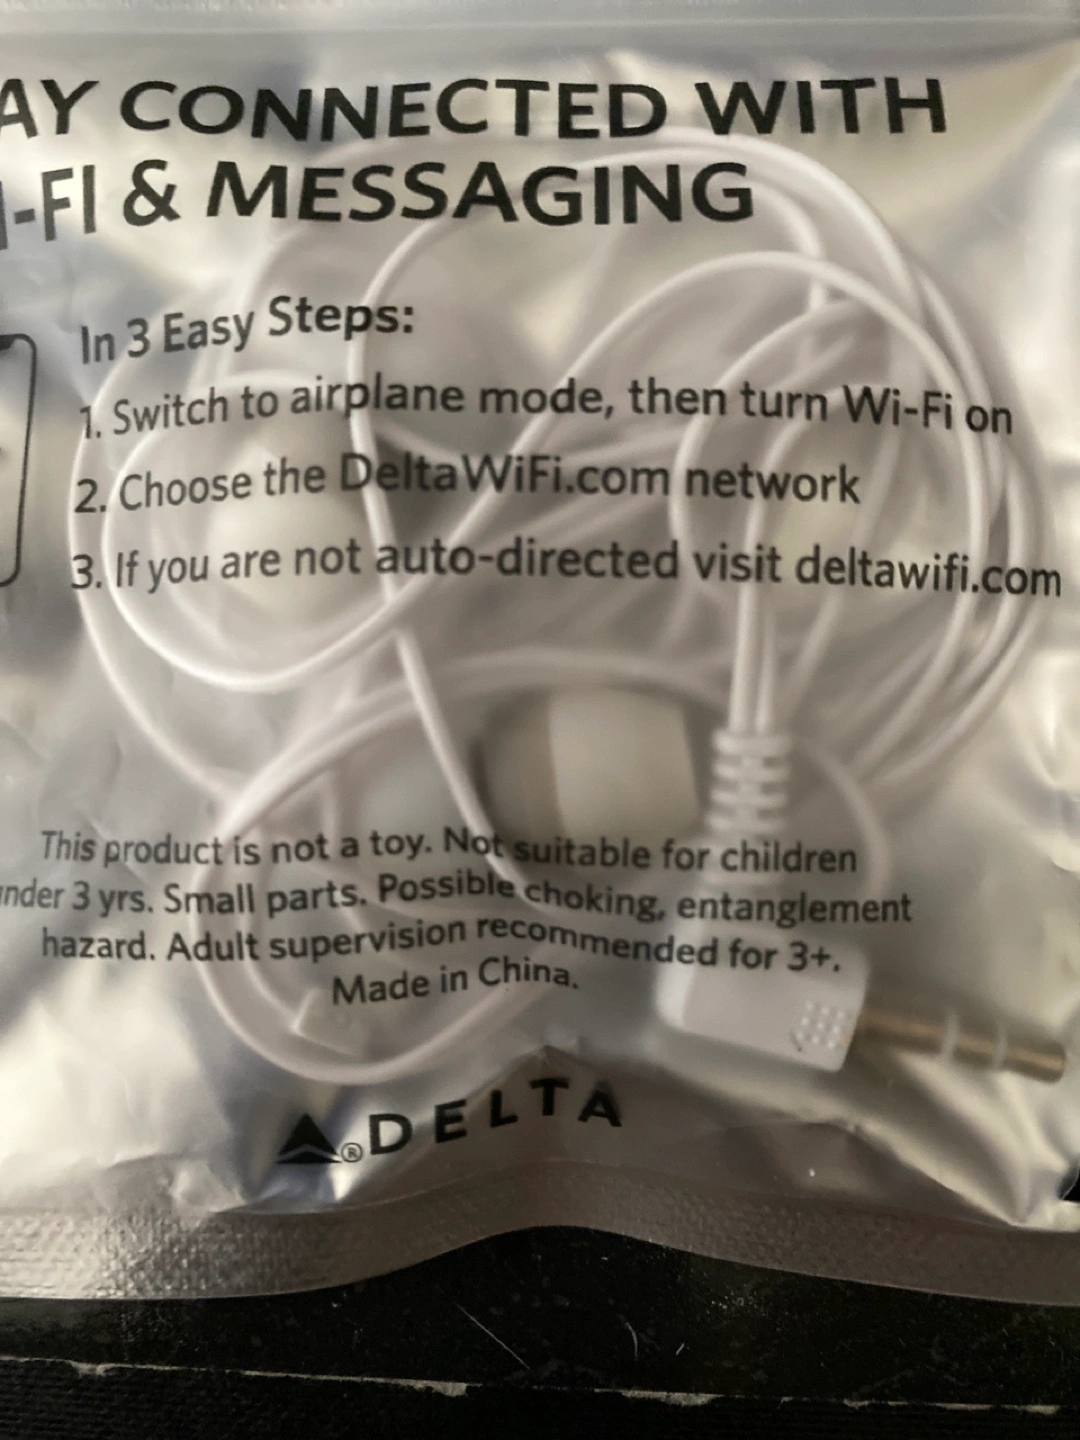 AY CONNECTED WITH
I-FI & MESSAGING
In 3 Easy Steps:
1. Switch to airplane mode, then turn Wi-Fi on
2. Choose the DeltaWiFi.com network
3. If you are not auto-directed visit deltawifi.com
This product is not a toy. Not suitable for children
nder 3 yrs. Small parts. Possible choking, entanglement
hazard. Adult supervision recommended for 3+.
Made in China.
® DELTA